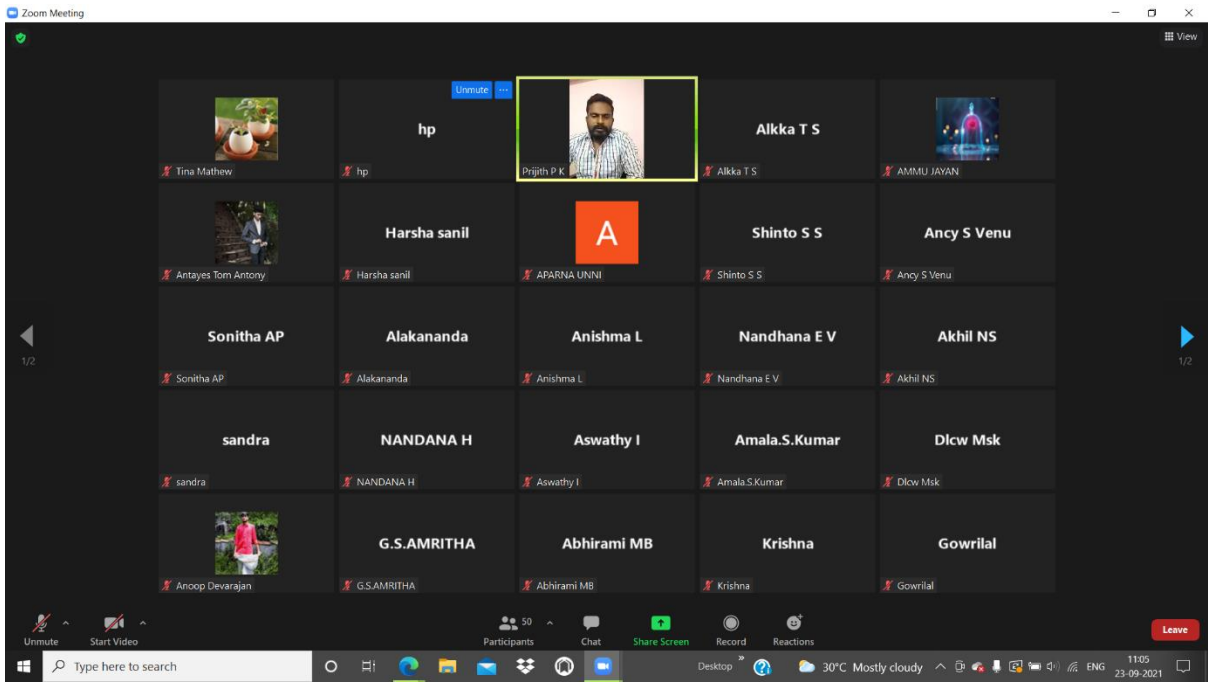 Zoom Meeting
View
Unmute ...
hp
Alkka T S
Tina Mathew
hp
Prijith P K
Alkka T S
AMMU JAYAN
Harsha sanil
A
Shinto S S
Ancy S Venu
Antayes Tom Antony
Harsha sanil
APARNA UNNI
Shinto S S
Ancy S Venu
Sonitha AP
Alakananda
Anishma L
Nandhana E V
Akhil NS
1/2
1/2
Sonitha AP
Alakananda
Anishma L
Nandhana E V
Akhil NS
sandra
NANDANA H
Aswathy I
Amala.S.Kumar
Dlcw Msk
sandra
NANDANA H
Aswathy I
Amala.S.Kumar
Dlcw Msk
G.S.AMRITHA
Abhirami MB
Krishna
Gowrilal
Anoop Devarajan
G.S.AMRITHA
Abhirami MB
Krishna
Gowrilal
Unmute
Start Video
Participants
50
Chat
Share Screen
Record
Reactions
Leave
Type here to search
Desktop
30°C Mostly cloudy
ENG
11:05
23-09-2021